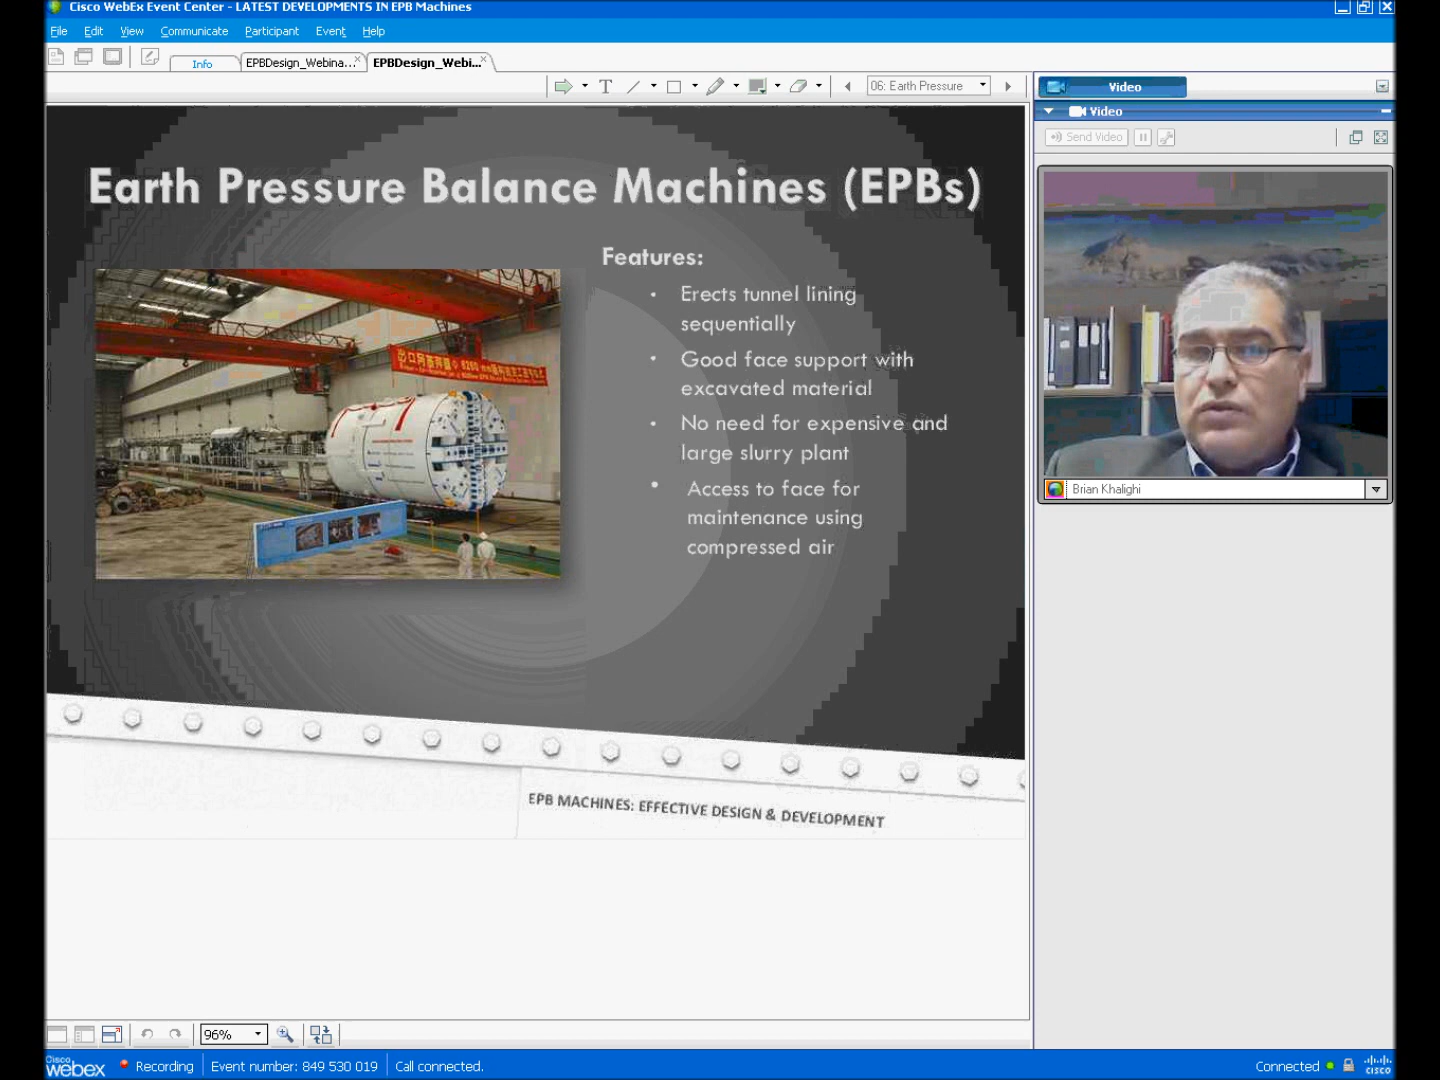 Cisco WebEx Event Center - LATEST DEVELOPMENTS IN EPB Machines
File Edit View Communicate Participant Event Help
Info
EPBDesign_Webina...
EPBDesign_Webi...
06: Earth Pressure
Earth Pressure Balance Machines (EPBs)
Features:
• Erects tunnel lining
sequentially
• Good face support with
excavated material
• No need for expensive and
large slurry plant
• Access to face for
maintenance using
compressed air
EPB MACHINES: EFFECTIVE DESIGN & DEVELOPMENT
Video
Video
Send Video
Brian Khalighi
96%
Cisco webex
Recording
Event number: 849 530 019
Call connected.
Connected
CISCO